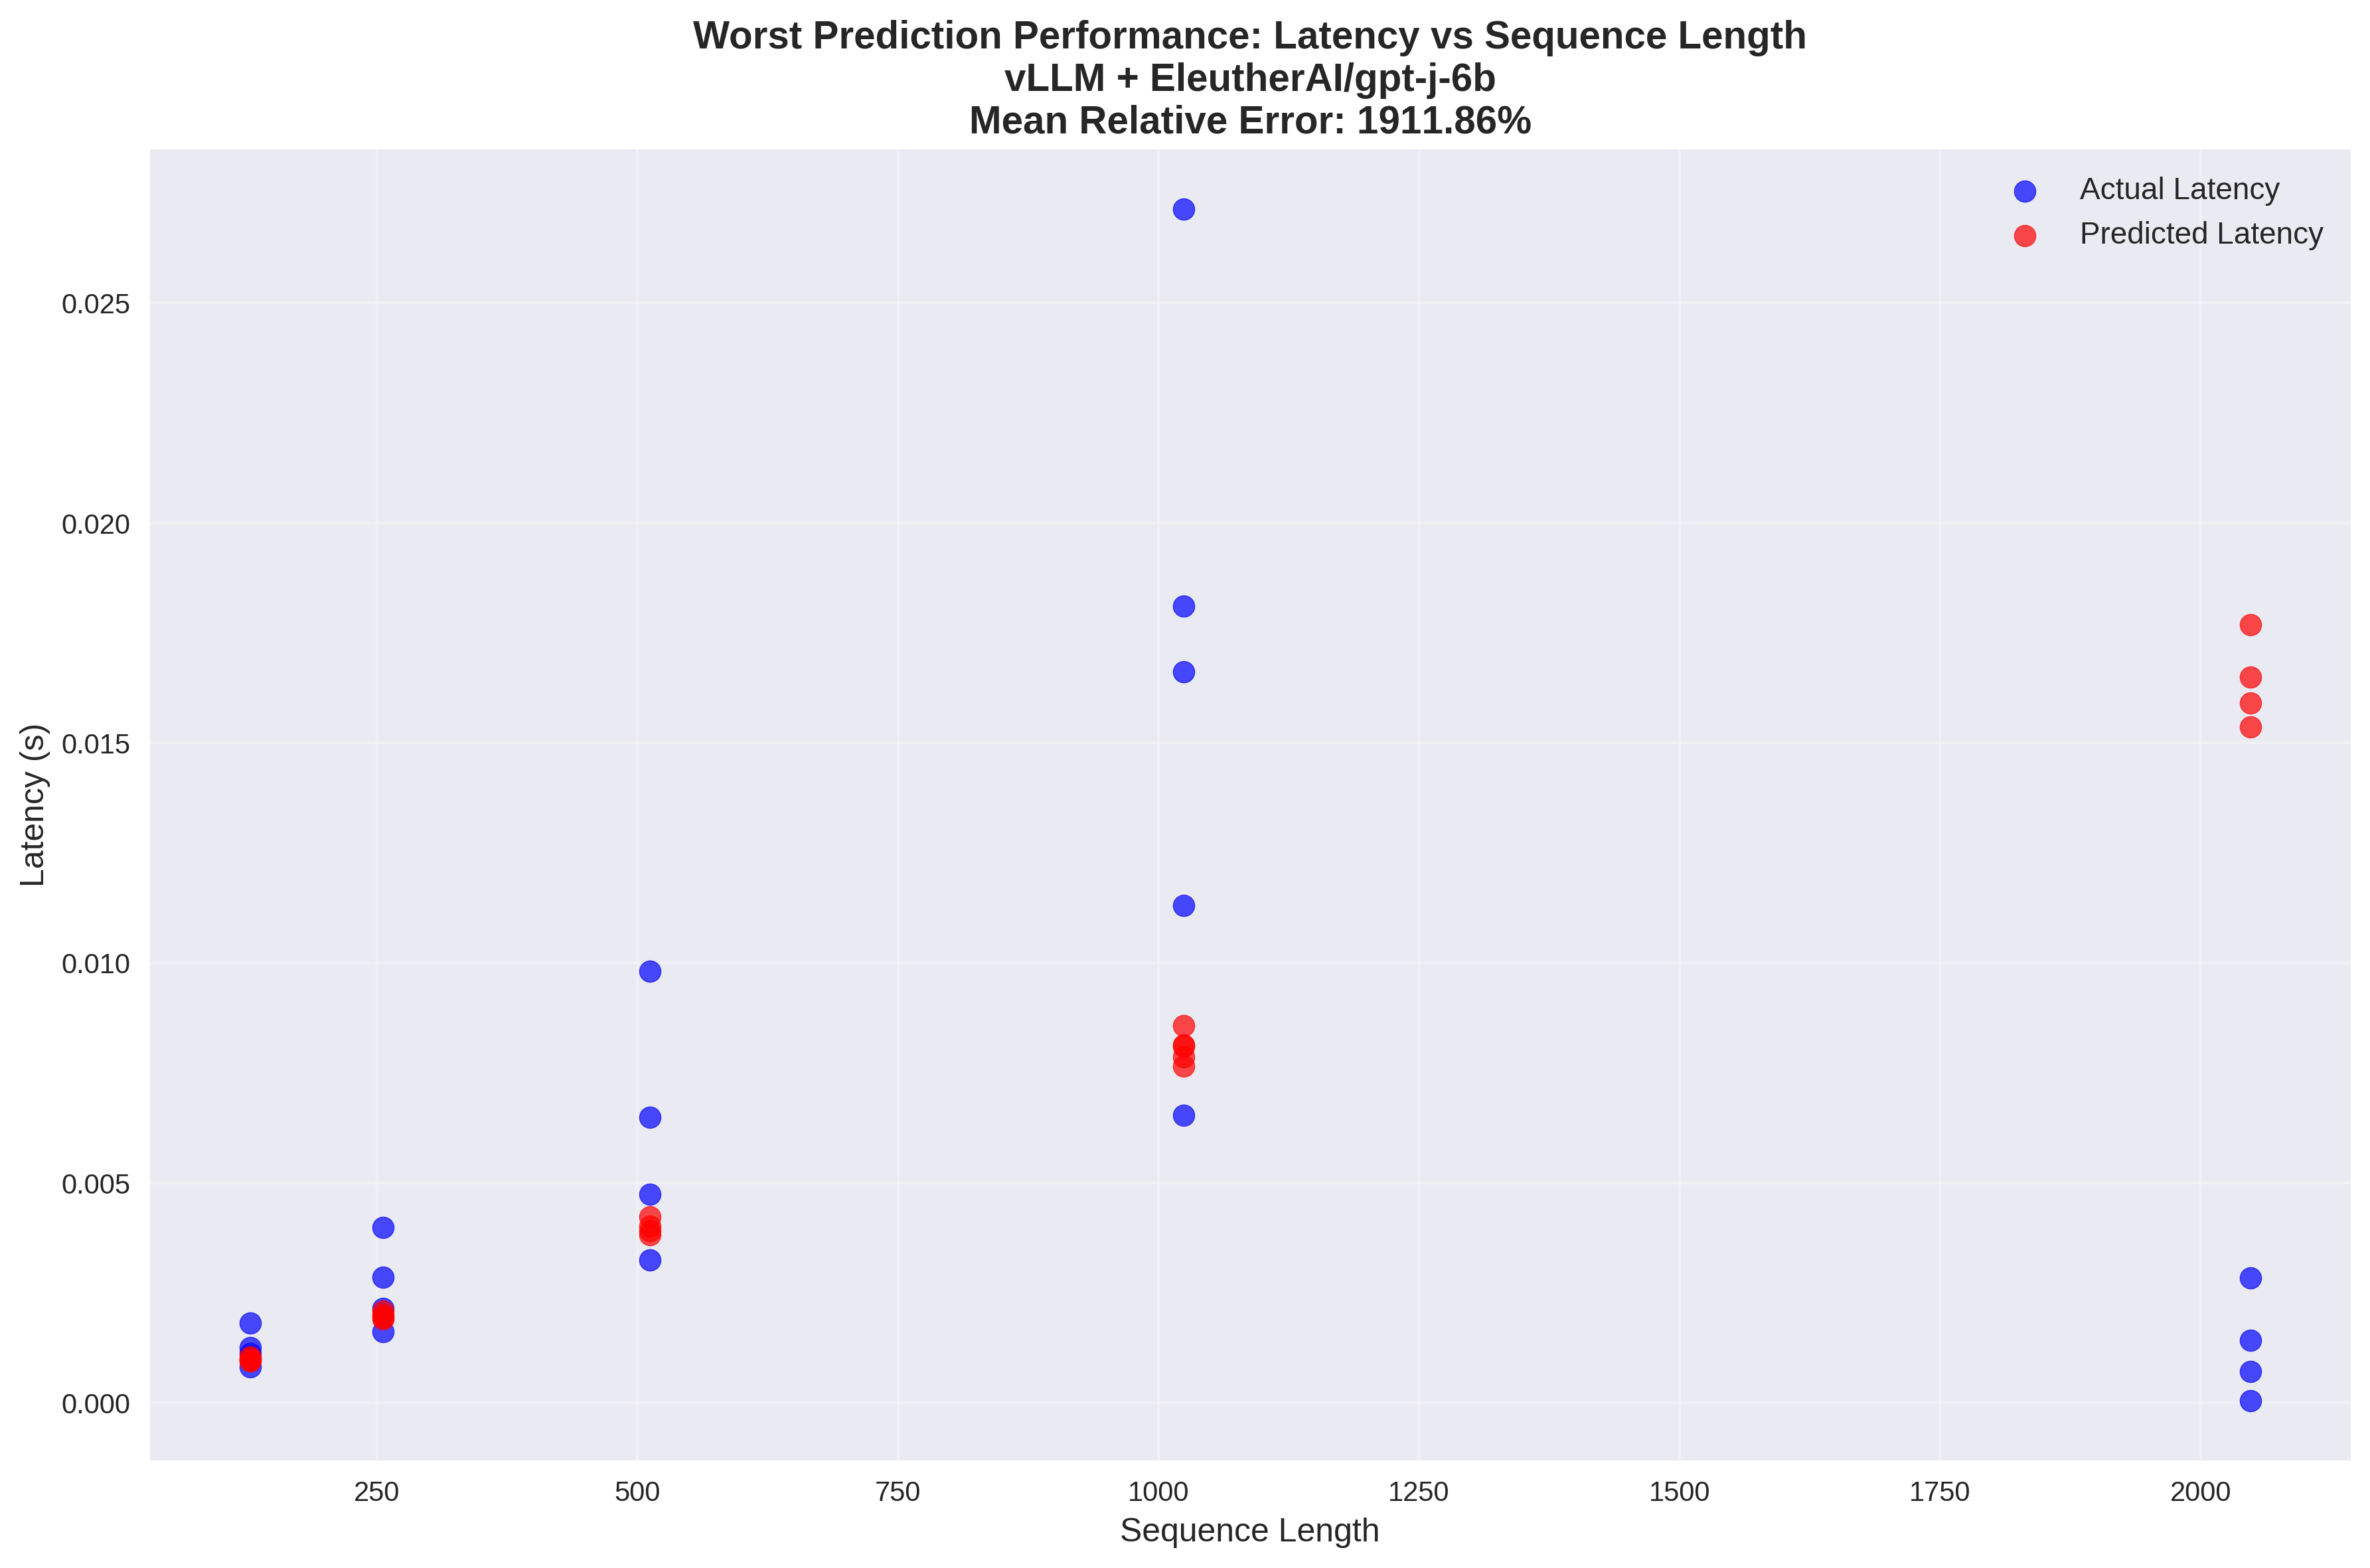 Worst Prediction Performance: Latency vs Sequence Length
vLLM + EleutherAI/gpt-j-6b
Mean Relative Error: 1911.86%
Actual Latency
Predicted Latency
Latency (s)
0.025
0.020
0.015
0.010
0.005
0.000
250 500 750 1000 1250 1500 1750 2000
Sequence Length